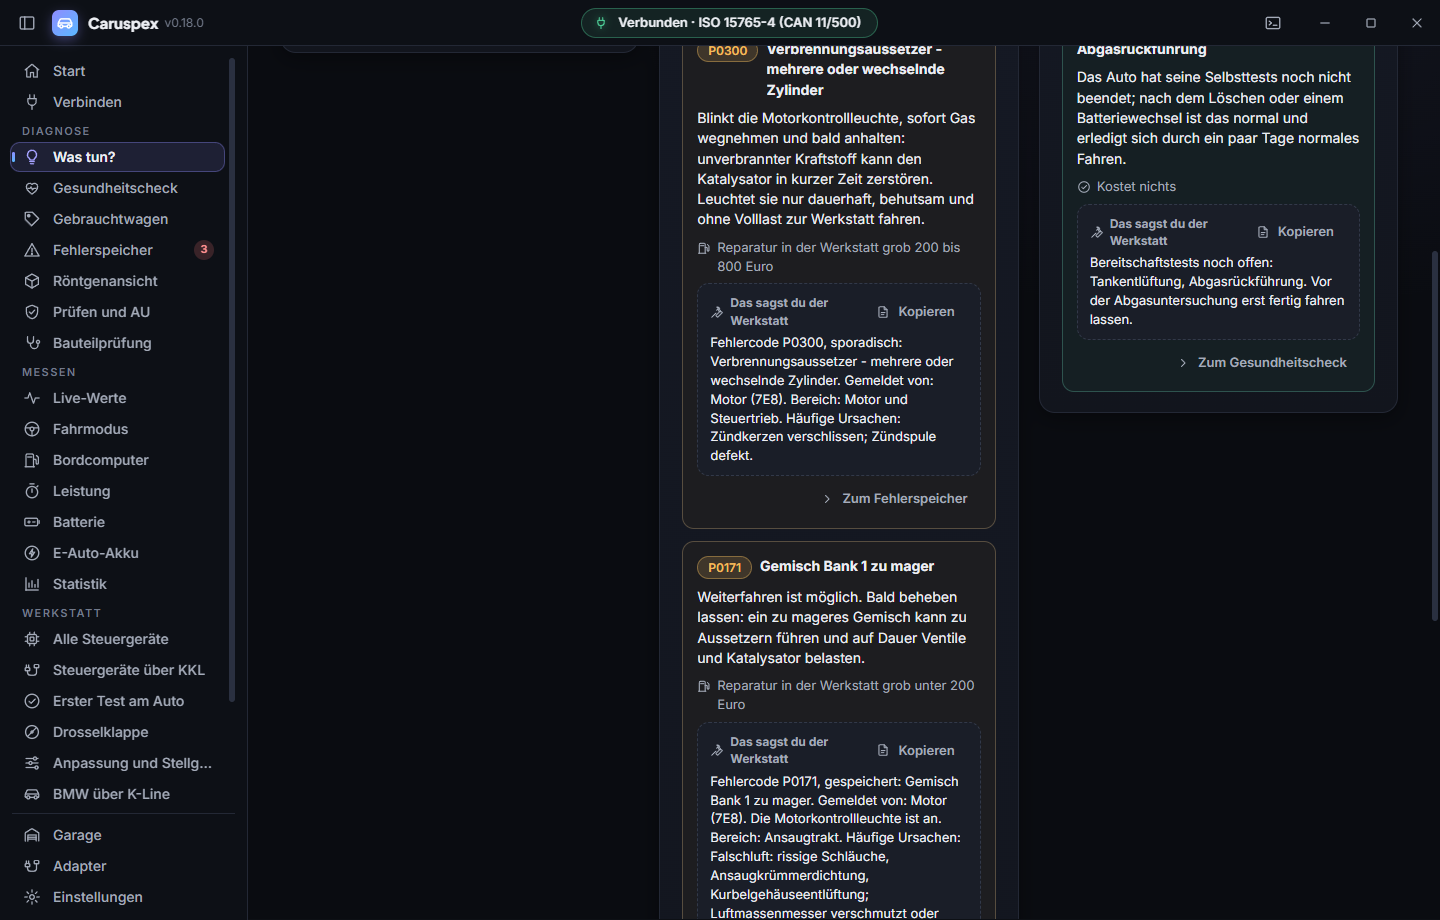 Caruspex v0.18.0
Verbunden · ISO 15765-4 (CAN 11/500)
Start
Verbinden
DIAGNOSE
Was tun?
Gesundheitscheck
Gebrauchtwagen
Fehlerspeicher 3
Röntgenansicht
Prüfen und AU
Bauteilprüfung
MESSEN
Live-Werte
Fahrmodus
Bordcomputer
Leistung
Batterie
E-Auto-Akku
Statistik
WERKSTATT
Alle Steuergeräte
Steuergeräte über KKL
Erster Test am Auto
Drosselklappe
Anpassung und Stellg...
BMW über K-Line
Garage
Adapter
Einstellungen
P0300 Verbrennungsaussetzer -
mehrere oder wechselnde
Zylinder
Blinkt die Motorkontrollleuchte, sofort Gas
wegnehmen und bald anhalten:
unverbrannter Kraftstoff kann den
Katalysator in kurzer Zeit zerstören.
Leuchtet sie nur dauerhaft, behutsam und
ohne Volllast zur Werkstatt fahren.
Reparatur in der Werkstatt grob 200 bis
800 Euro
Das sagst du der
Werkstatt
Kopieren
Fehlercode P0300, sporadisch:
Verbrennungsaussetzer - mehrere oder
wechselnde Zylinder. Gemeldet von:
Motor (7E8). Bereich: Motor und
Steuertrieb. Häufige Ursachen:
Zündkerzen verschlissen; Zündspule
defekt.
Zum Fehlerspeicher
P0171 Gemisch Bank 1 zu mager
Weiterfahren ist möglich. Bald beheben
lassen: ein zu mageres Gemisch kann zu
Aussetzern führen und auf Dauer Ventile
und Katalysator belasten.
Reparatur in der Werkstatt grob unter 200
Euro
Das sagst du der
Werkstatt
Kopieren
Fehlercode P0171, gespeichert: Gemisch
Bank 1 zu mager. Gemeldet von: Motor
(7E8). Die Motorkontrollleuchte ist an.
Bereich: Ansaugtrakt. Häufige Ursachen:
Falschluft: rissige Schläuche,
Ansaugkrümmerdichtung,
Kurbelgehäuseentlüftung;
Luftmassenmesser verschmutzt oder
Abgasrückführung
Das Auto hat seine Selbsttests noch nicht
beendet; nach dem Löschen oder einem
Batteriewechsel ist das normal und
erledigt sich durch ein paar Tage normales
Fahren.
Kostet nichts
Das sagst du der
Werkstatt
Kopieren
Bereitschaftstests noch offen:
Tankentlüftung, Abgasrückführung. Vor
der Abgasuntersuchung erst fertig fahren
lassen.
Zum Gesundheitscheck